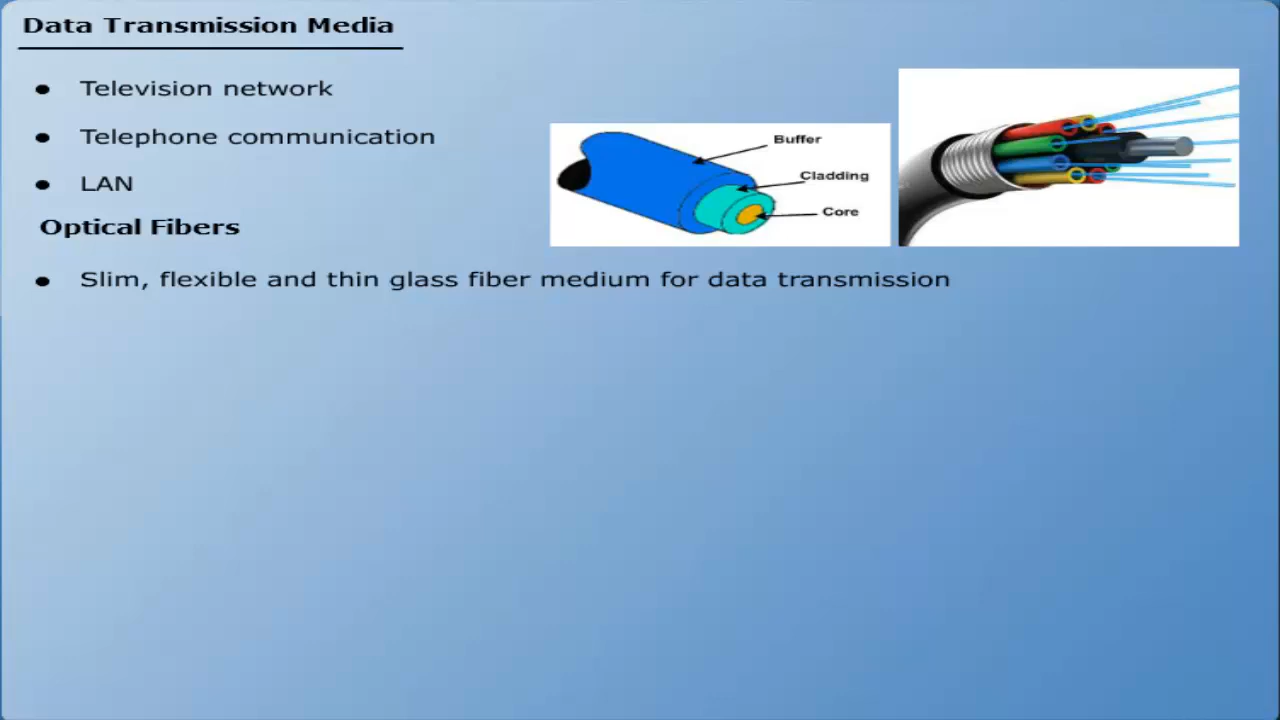 Data Transmission Media
● Television network
● Telephone communication
● LAN
Buffer
Cladding
Core
Optical Fibers
● Slim, flexible and thin glass fiber medium for data transmission